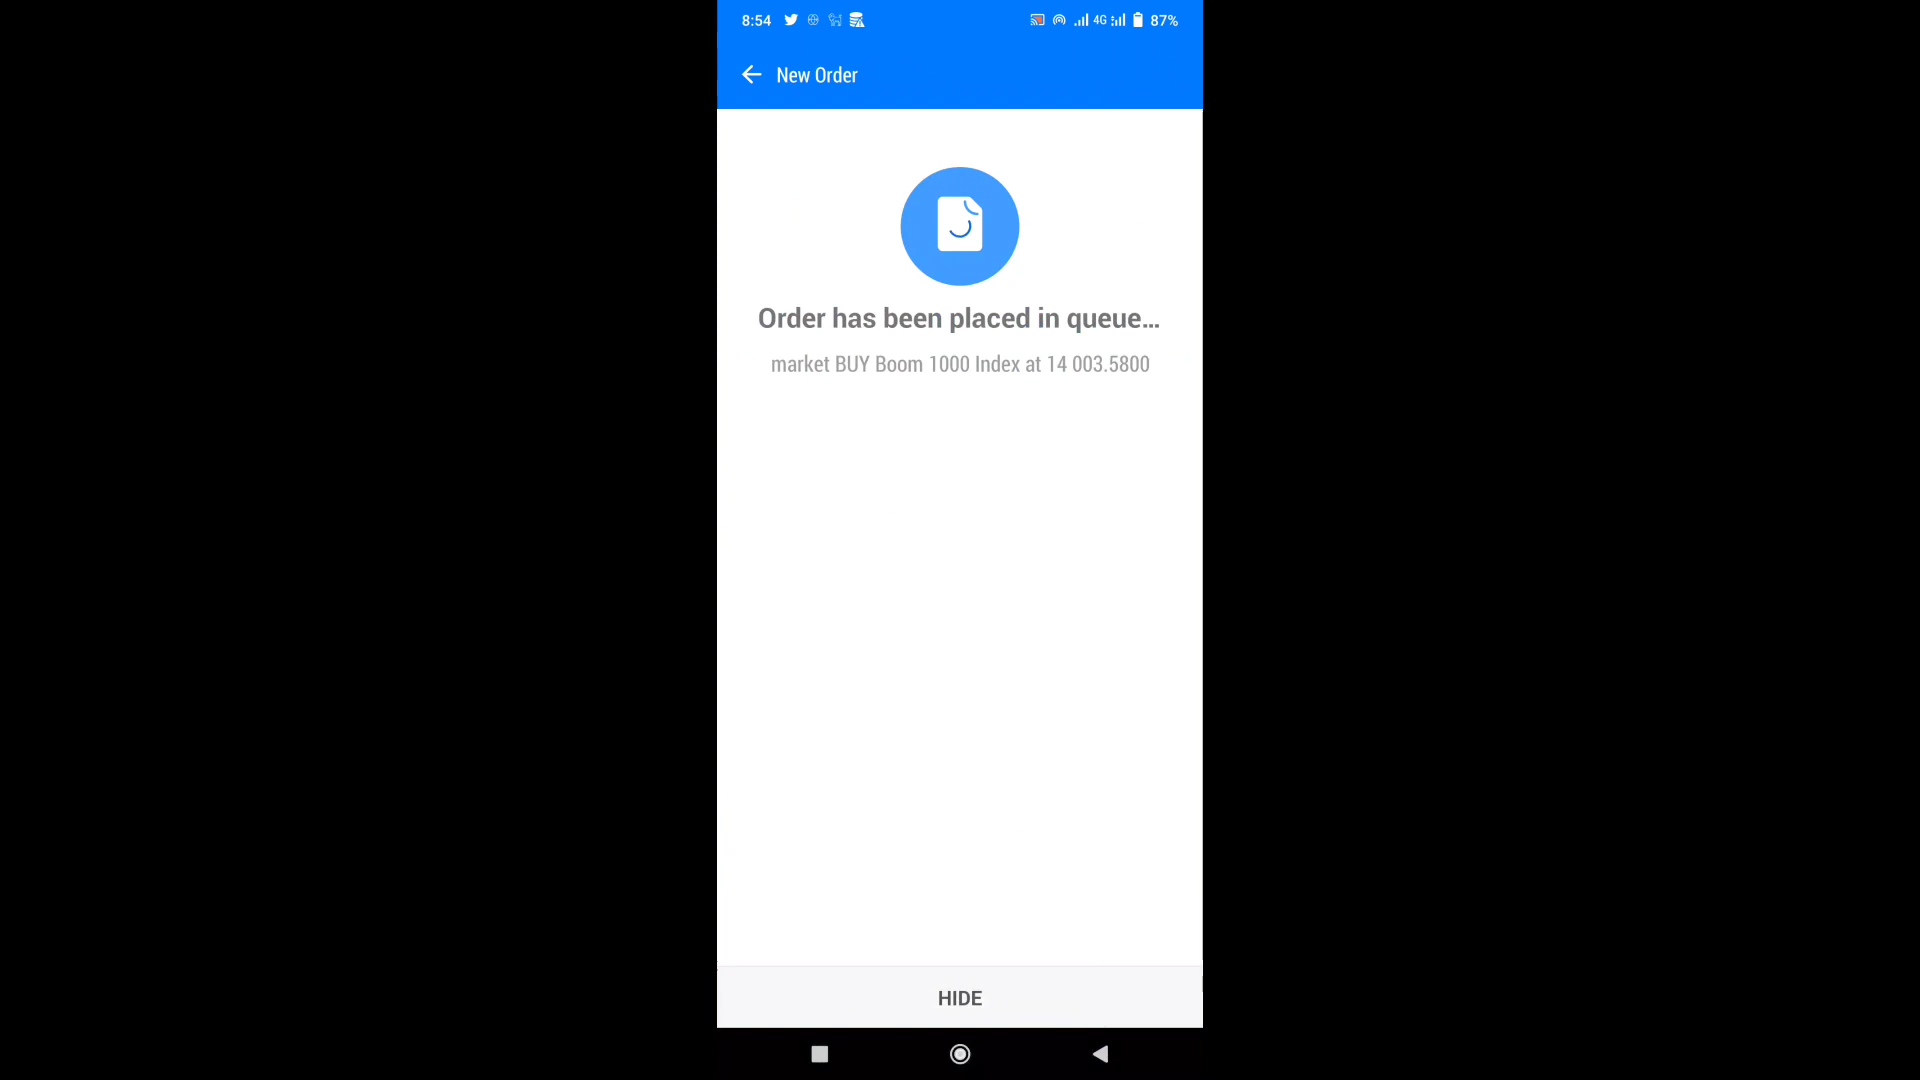 8:54 4G 87%
New Order
Order has been placed in queue...
market BUY Boom 1000 Index at 14 003.5800
HIDE